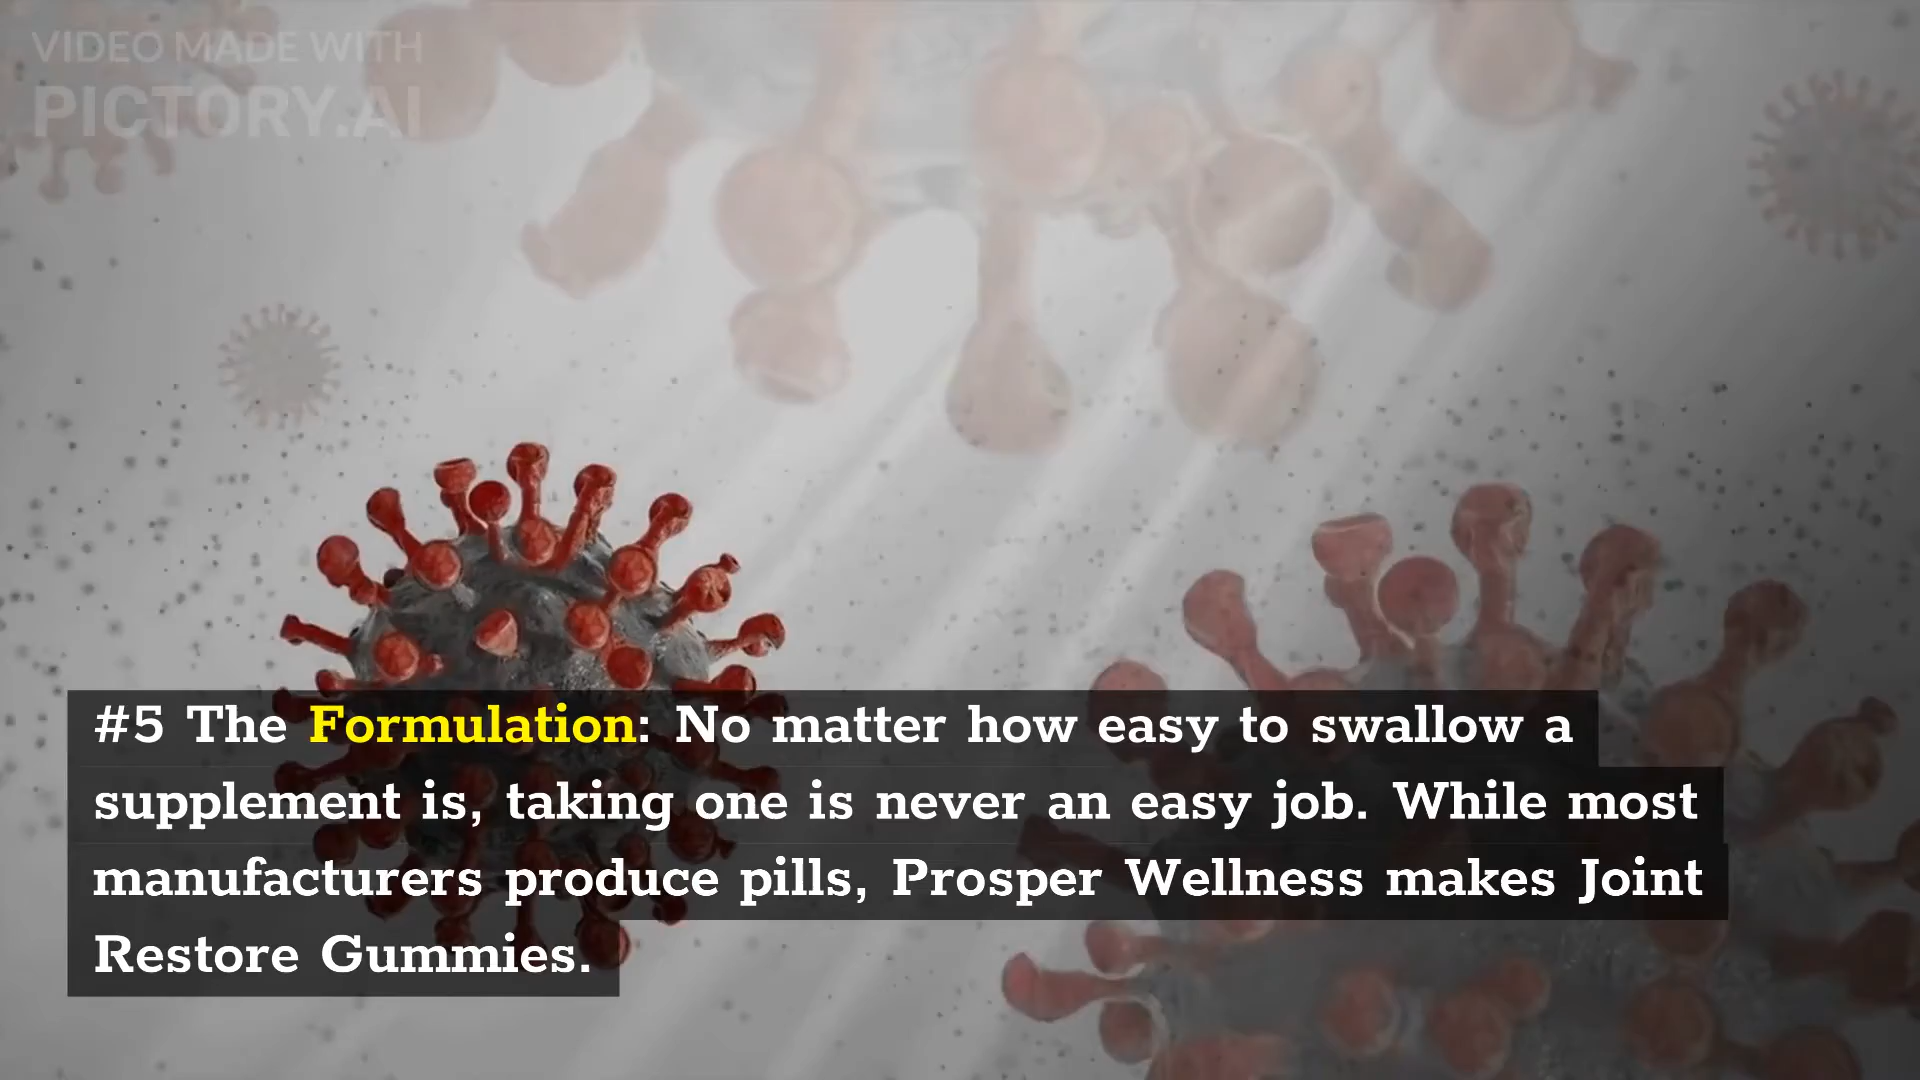 VIDEO MADE WITH
PICTORY.AI
#5 The Formulation: No matter how easy to swallow a
supplement is, taking one is never an easy job. While most
manufacturers produce pills, Prosper Wellness makes Joint
Restore Gummies.